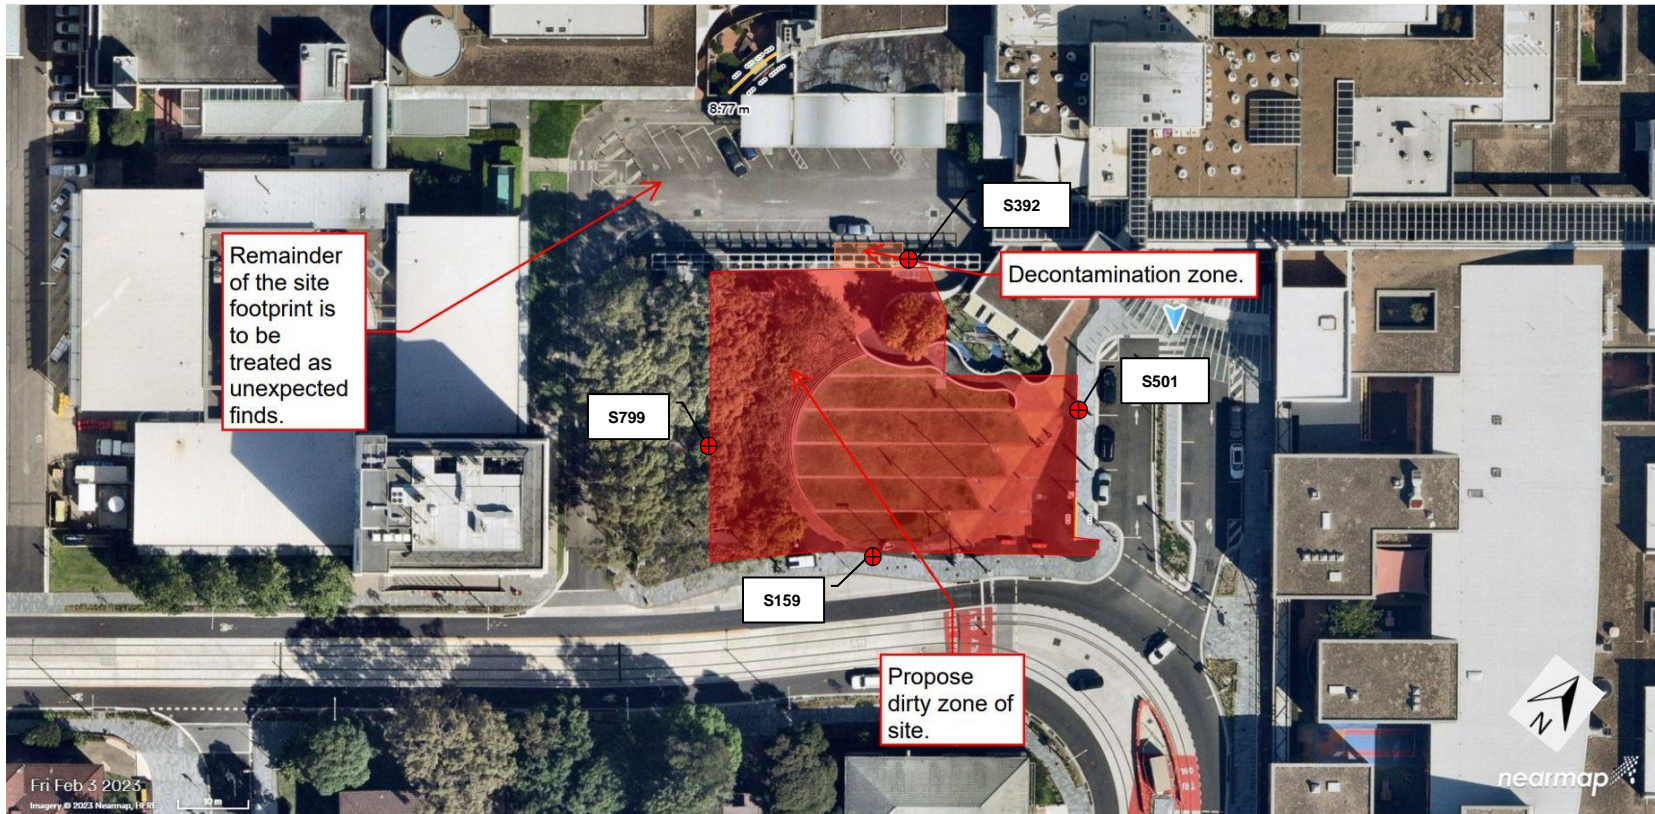 8.77 m
S392
Remainder
of the site
footprint is
to be
treated as
unexpected
finds.
Decontamination zone.
S501
S799
S159
Propose
dirty zone of
site.
N
Fri Feb 3 2023
Imagery © 2023 Nearmap, HERE
10 m
nearmap